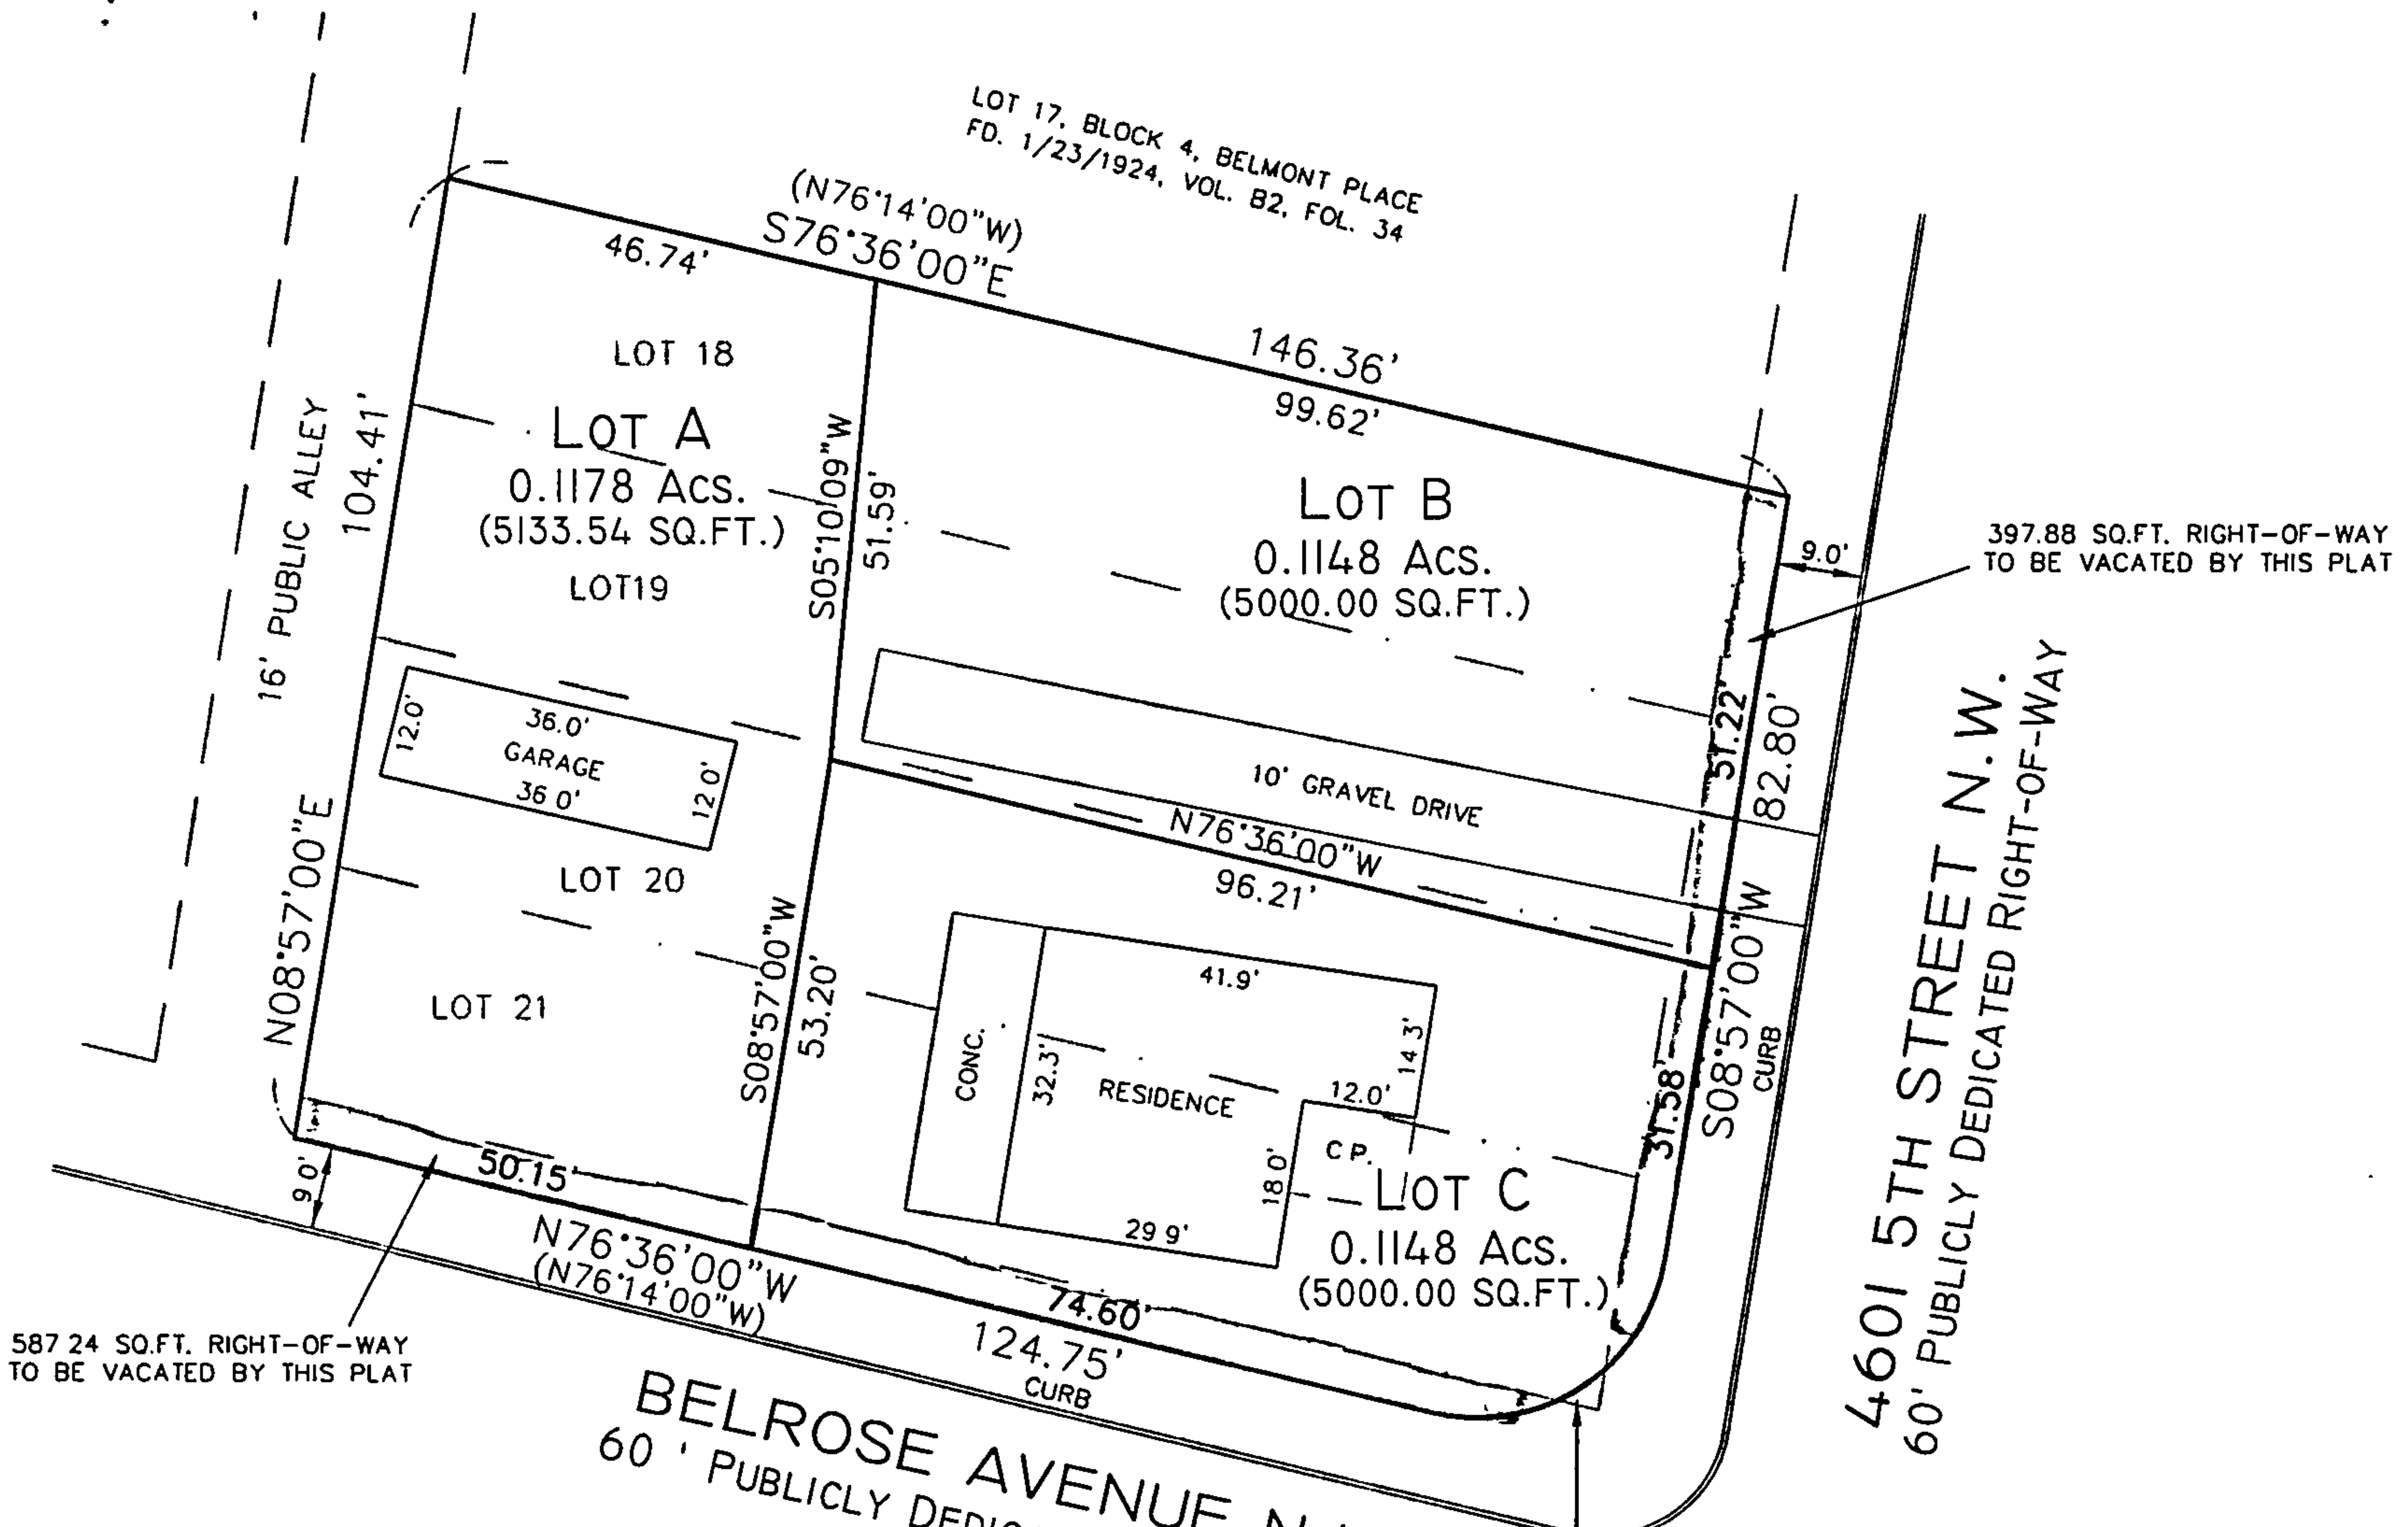 LOT 17, BLOCK 4, BELMONT PLACE
FD. 1/23/1924, VOL. B2, FOL. 34
(N76°14'00"W)
S76°36'00"E
46.74'
146.36'
99.62'
LOT 18
LOT A
0.1178 ACS.
(5133.54 SQ.FT.)
LOT19
16' PUBLIC ALLEY
104.41'
N08°57'00"E
S05°10'09"W
51.59'
LOT B
0.1148 ACS.
(5000.00 SQ.FT.)
9.0'
397.88 SQ.FT. RIGHT-OF-WAY
TO BE VACATED BY THIS PLAT
51.22'
82.80'
36.0'
12.0'
GARAGE
36 0'
12 0'
10' GRAVEL DRIVE
N76°36'00"W
96.21'
LOT 20
LOT 21
S08°57'00"W
53.20'
41.9'
CONC.
32.3'
RESIDENCE
14 3'
12.0'
C P.
18 0'
29 9'
LOT C
0.1148 ACS.
(5000.00 SQ.FT.)
31.58'
S08°57'00"W
CURB
4601 5TH STREET N.W.
60' PUBLICLY DEDICATED RIGHT-OF-WAY
9 0'
50.15'
N76°36'00"W
(N76°14'00"W)
74.60'
124.75'
CURB
587 24 SQ.FT. RIGHT-OF-WAY
TO BE VACATED BY THIS PLAT
BELROSE AVENUE
60 ' PUBLICLY